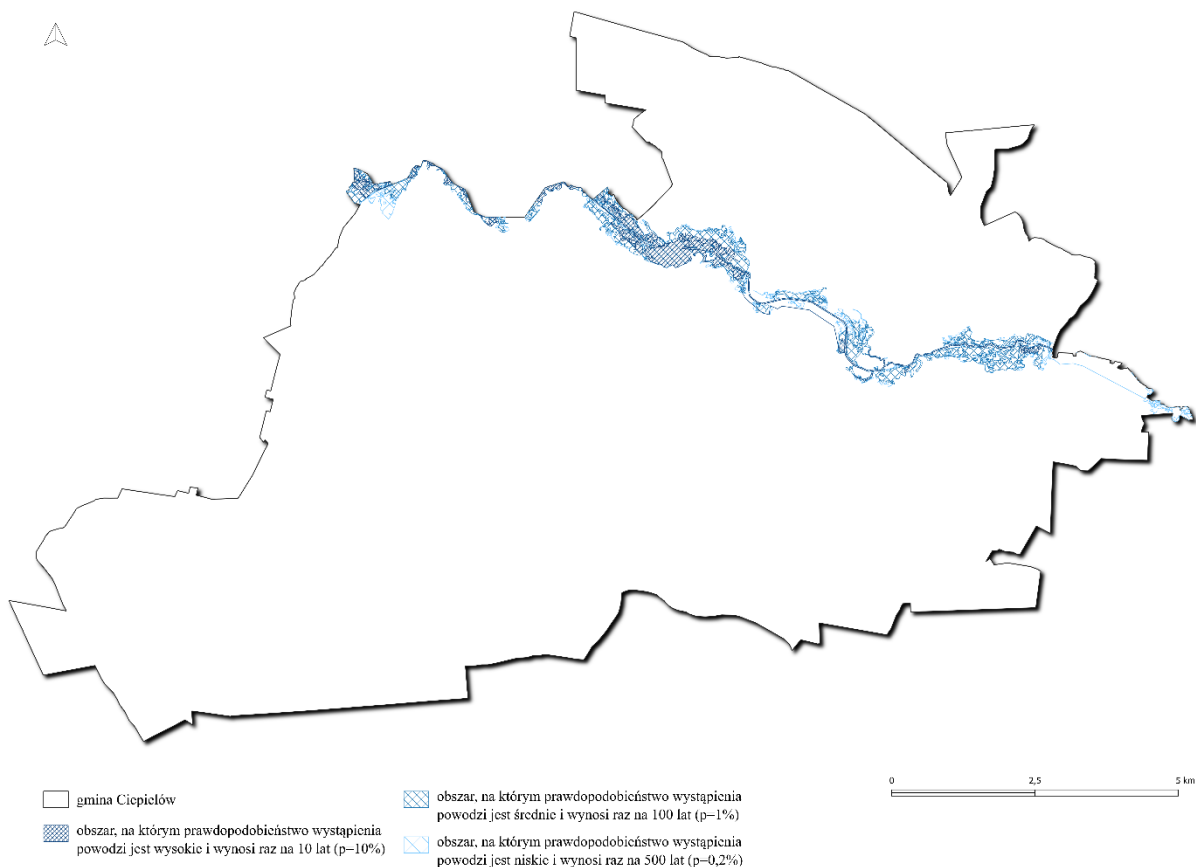 gmina Ciepielów
obszar, na którym prawdopodobieństwo wystąpienia
powodzi jest wysokie i wynosi raz na 10 lat (p=10%)
obszar, na którym prawdopodobieństwo wystąpienia
powodzi jest średnie i wynosi raz na 100 lat (p=1%)
obszar, na którym prawdopodobieństwo wystąpienia
powodzi jest niskie i wynosi raz na 500 lat (p=0,2%)
0 2,5 5 km